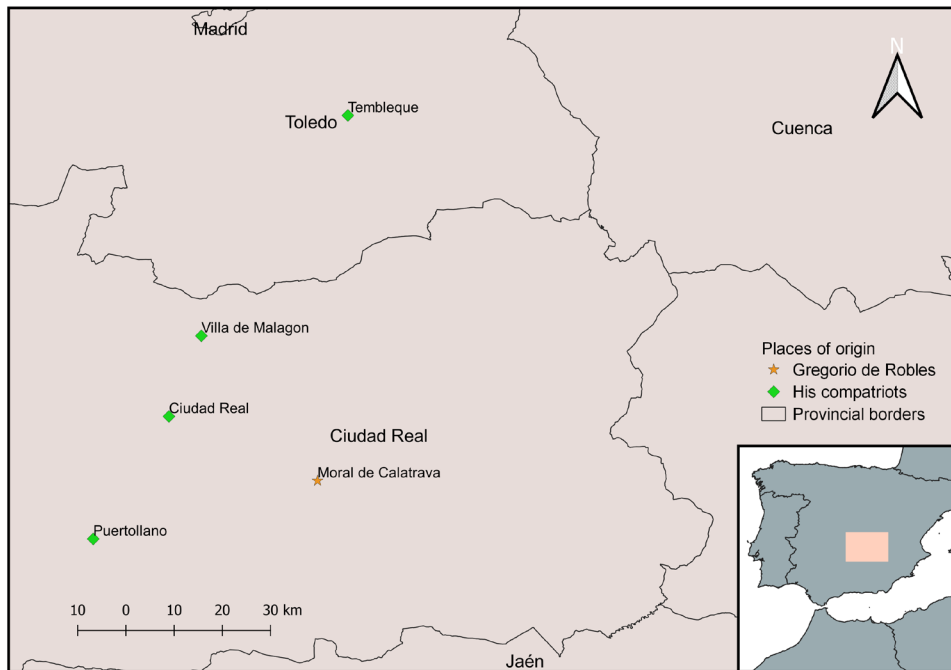 Madrid
N
Tembleque
Toledo
Cuenca
Villa de Malagon
Places of origin
Gregorio de Robles
His compatriots
Provincial borders
Ciudad Real
Ciudad Real
Moral de Calatrava
Puertollano
10 0 10 20 30 km
Jaén